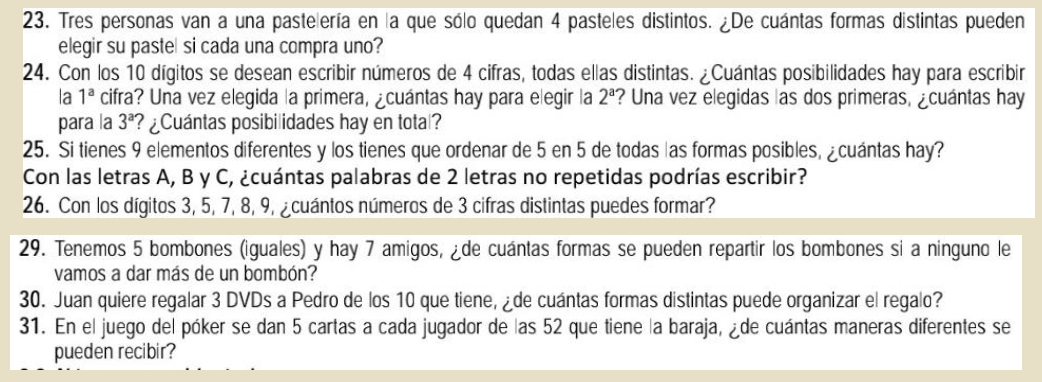 23. Tres personas van a una pastelería en la que sólo quedan 4 pasteles distintos. ¿De cuántas formas distintas pueden
elegir su pastel si cada una compra uno?
24. Con los 10 dígitos se desean escribir números de 4 cifras, todas ellas distintas. ¿Cuántas posibilidades hay para escribir
la 1ª cifra? Una vez elegida la primera, ¿cuántas hay para elegir la 2ª? Una vez elegidas las dos primeras, ¿cuántas hay
para la 3ª? ¿Cuántas posibilidades hay en total?
25. Si tienes 9 elementos diferentes y los tienes que ordenar de 5 en 5 de todas las formas posibles, ¿cuántas hay?
Con las letras A, B y C, ¿cuántas palabras de 2 letras no repetidas podrías escribir?
26. Con los dígitos 3, 5, 7, 8, 9, ¿cuántos números de 3 cifras distintas puedes formar?
29. Tenemos 5 bombones (iguales) y hay 7 amigos, ¿de cuántas formas se pueden repartir los bombones si a ninguno le
vamos a dar más de un bombón?
30. Juan quiere regalar 3 DVDs a Pedro de los 10 que tiene, ¿de cuántas formas distintas puede organizar el regalo?
31. En el juego del póker se dan 5 cartas a cada jugador de las 52 que tiene la baraja, ¿de cuántas maneras diferentes se
pueden recibir?